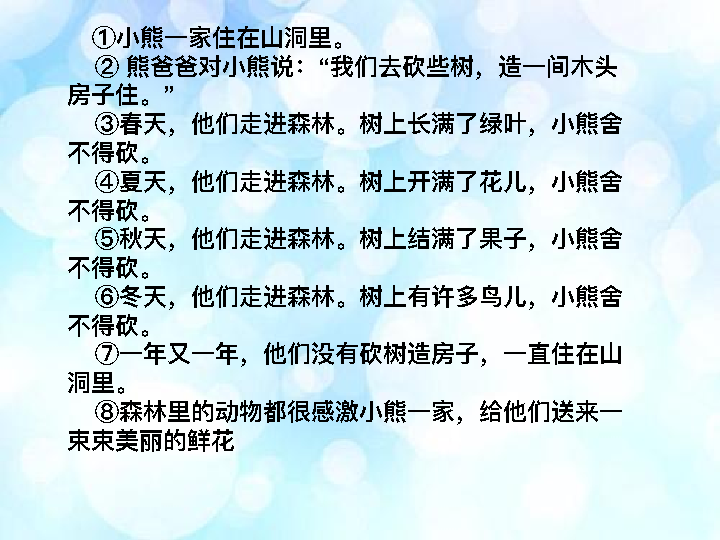 ①小熊一家住在山洞里。
② 熊爸爸对小熊说：“我们去砍些树，造一间木头
房子住。”
③春天，他们走进森林。树上长满了绿叶，小熊舍
不得砍。
④夏天，他们走进森林。树上开满了花儿，小熊舍
不得砍。
⑤秋天，他们走进森林。树上结满了果子，小熊舍
不得砍。
⑥冬天，他们走进森林。树上有许多鸟儿，小熊舍
不得砍。
⑦一年又一年，他们没有砍树造房子，一直住在山
洞里。
⑧森林里的动物都很感激小熊一家，给他们送来一
束束美丽的鲜花